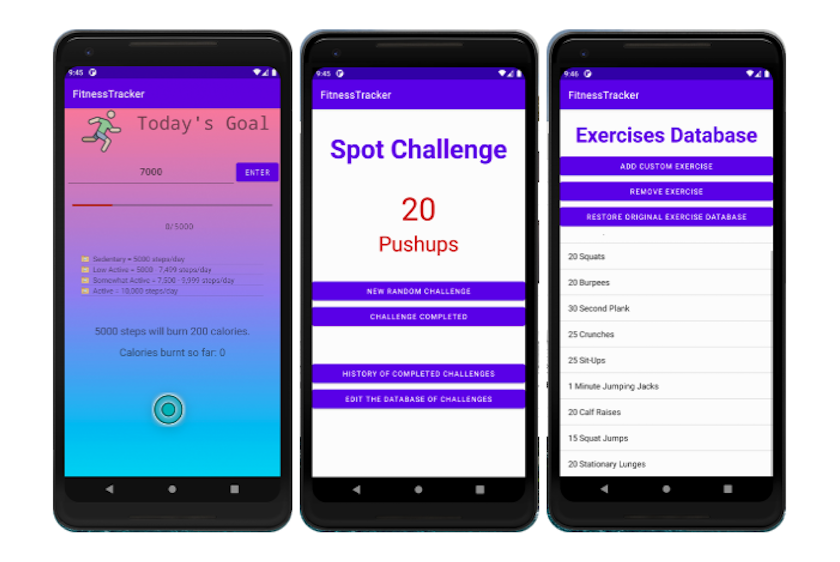 9:45
FitnessTracker
Today's Goal
7000
ENTER
0/5000
Sedentary = 5000 steps/day
Low Active = 5000 - 7,499 steps/day
Somewhat Active = 7,500 - 9,999 steps/day
Active = 10,000 steps/day
5000 steps will burn 200 calories.
Calories burnt so far: 0
9:45
FitnessTracker
Spot Challenge
20
Pushups
NEW RANDOM CHALLENGE
CHALLENGE COMPLETED
HISTORY OF COMPLETED CHALLENGES
EDIT THE DATABASE OF CHALLENGES
9:46
FitnessTracker
Exercises Database
ADD CUSTOM EXERCISE
REMOVE EXERCISE
RESTORE ORIGINAL EXERCISE DATABASE
20 Squats
20 Burpees
30 Second Plank
25 Crunches
25 Sit-Ups
1 Minute Jumping Jacks
20 Calf Raises
15 Squat Jumps
20 Stationary Lunges